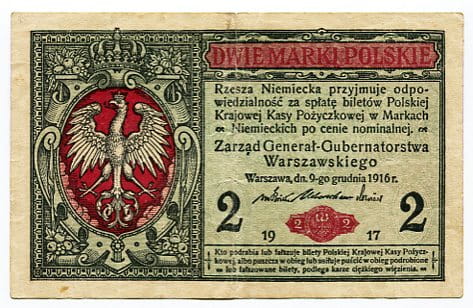 DWIE MARKI POLSKIE
Rzesza Niemiecka przyjmuje odpo-
wiedzialność za spłatę biletów Polskiej
Krajowej Kasy Pożyczkowej w Markach
Niemieckich po cenie nominalnej.
Zarząd Generał-Gubernatorstwa
Warszawskiego
Warszawa, dn. 9-go grudnia 1916 r.
2 19 2 2 17 2
Kto podrabia lub fałszuje bilety Polskiej Krajowej Kasy Pożycz-
kowej, albo puszcza w obieg lub usiłuje puścić w obieg podrobione
lub fałszowane bilety, podlega karze ciężkiego więzienia.